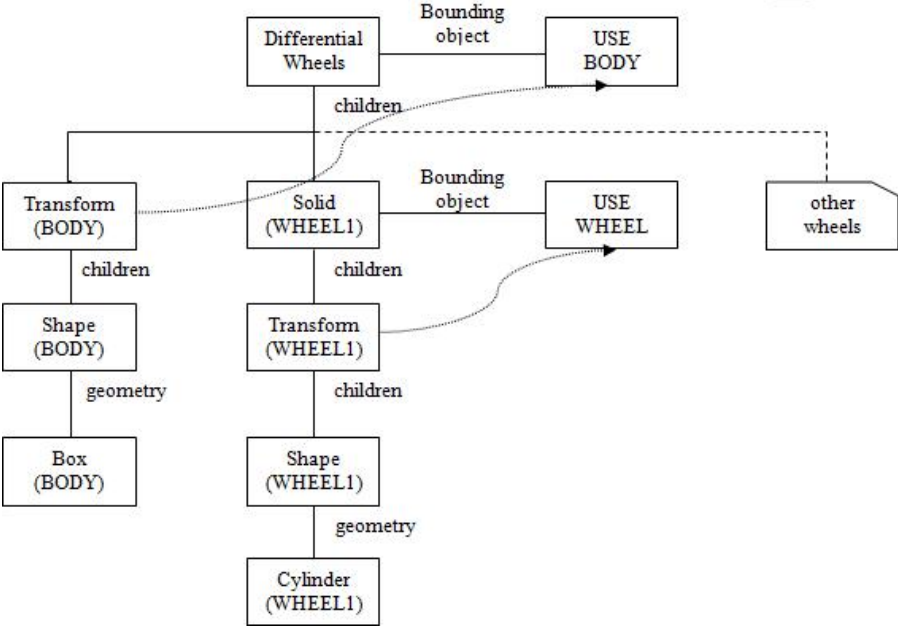 Bounding
object
Differential
Wheels
USE
BODY
children
Transform
(BODY)
Solid
(WHEEL1)
Bounding
object
USE
WHEEL
other
wheels
children
children
Shape
(BODY)
Transform
(WHEEL1)
geometry
children
Box
(BODY)
Shape
(WHEEL1)
geometry
Cylinder
(WHEEL1)